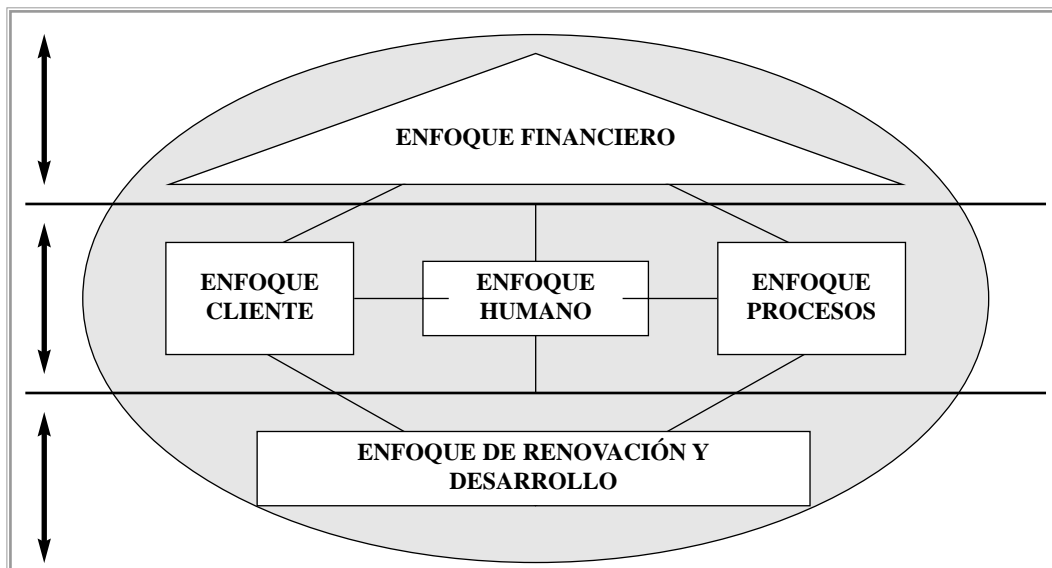 ENFOQUE FINANCIERO
ENFOQUE
CLIENTE
ENFOQUE
HUMANO
ENFOQUE
PROCESOS
ENFOQUE DE RENOVACIÓN Y
DESARROLLO